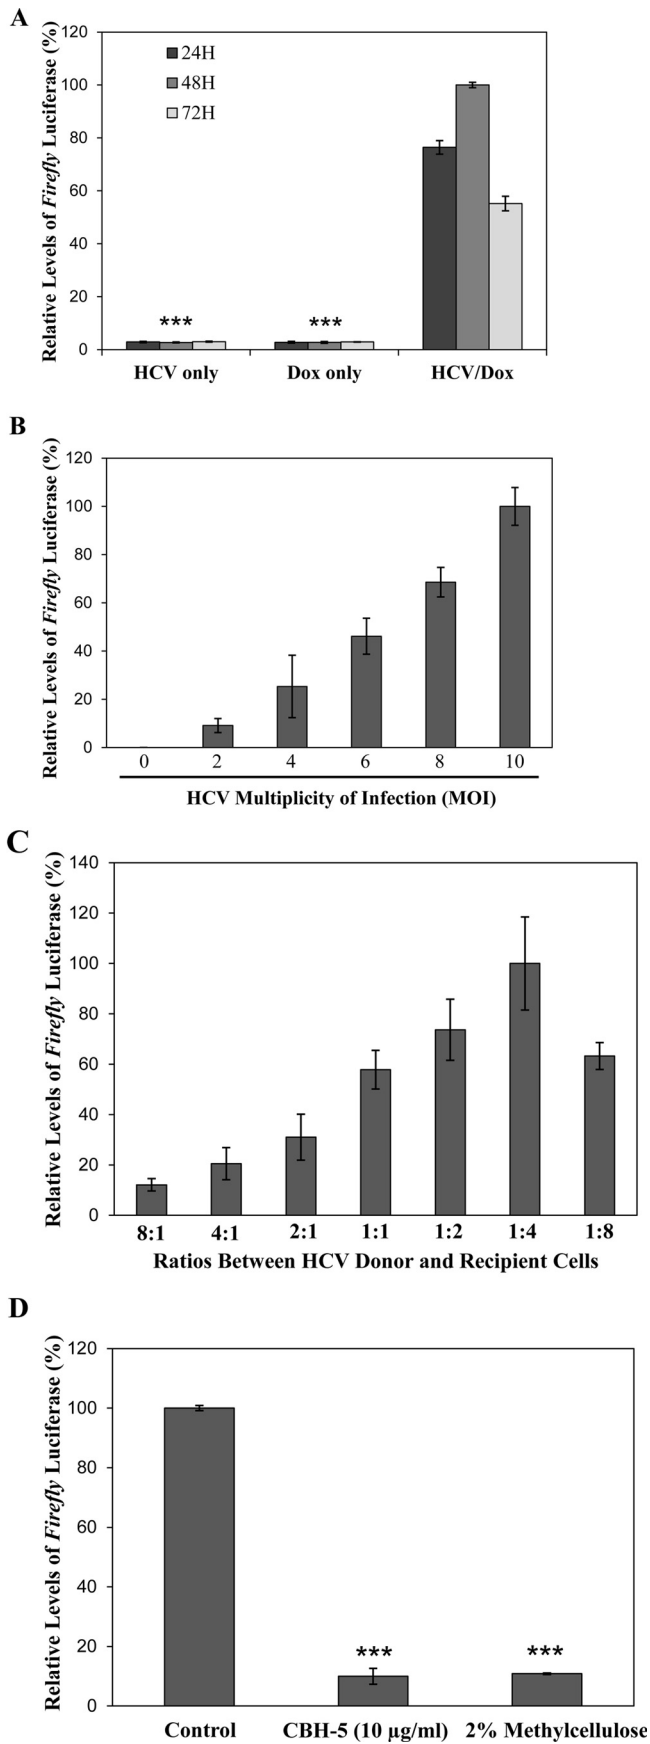 A
Relative Levels of Firefly Luciferase (%)
120
100
80
60
40
20
0
24H
48H
72H
***
***
HCV only
Dox only
HCV/Dox
B
Relative Levels of Firefly Luciferase (%)
120
100
80
60
40
20
0
0 2 4 6 8 10
HCV Multiplicity of Infection (MOI)
C
Relative Levels of Firefly Luciferase (%)
140
120
100
80
60
40
20
0
8:1 4:1 2:1 1:1 1:2 1:4 1:8
Ratios Between HCV Donor and Recipient Cells
D
Relative Levels of Firefly Luciferase (%)
120
100
80
60
40
20
0
***
***
Control
CBH-5 (10 µg/ml)
2% Methylcellulose